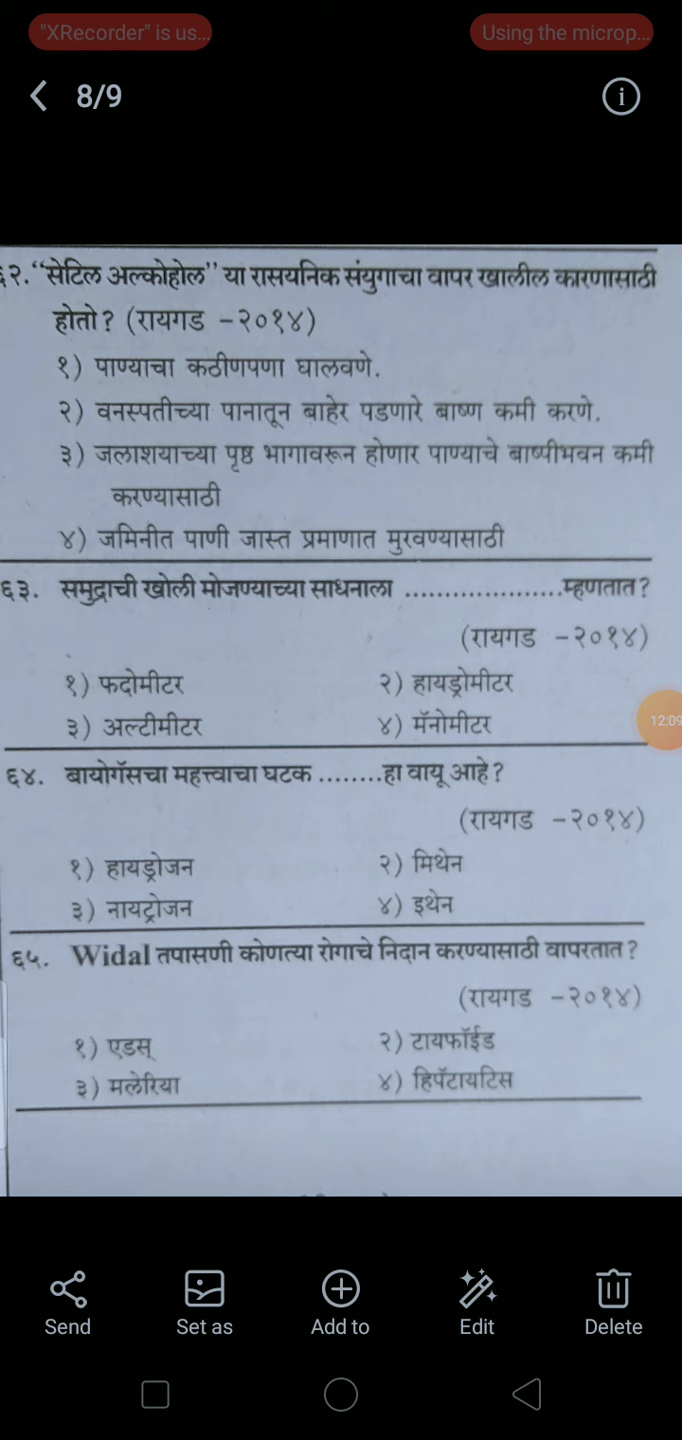 "XRecorder" is us...
Using the microp...
8/9
६२. “सेटिल अल्कोहोल” या रासयनिक संयुगाचा वापर खालील कारणासाठी
होतो? (रायगड -२०१४)
१) पाण्याचा कठीणपणा घालवणे.
२) वनस्पतीच्या पानातून बाहेर पडणारे बाष्ण कमी करणे.
३) जलाशयाच्या पृष्ठ भागावरून होणार पाण्याचे बाष्पीभवन कमी
करण्यासाठी
४) जमिनीत पाणी जास्त प्रमाणात मुरवण्यासाठी
६३. समुद्राची खोली मोजण्याच्या साधनाला ....................म्हणतात?
(रायगड -२०१४)
१) फदोमीटर २) हायड्रोमीटर
३) अल्टीमीटर ४) मॅनोमीटर
12:09
६४. बायोगॅसचा महत्त्वाचा घटक ........हा वायू आहे?
(रायगड -२०१४)
१) हायड्रोजन २) मिथेन
३) नायट्रोजन ४) इथेन
६५. Widal तपासणी कोणत्या रोगाचे निदान करण्यासाठी वापरतात?
(रायगड -२०१४)
१) एडस् २) टायफॉईड
३) मलेरिया ४) हिपॅटायटिस
Send Set as Add to Edit Delete